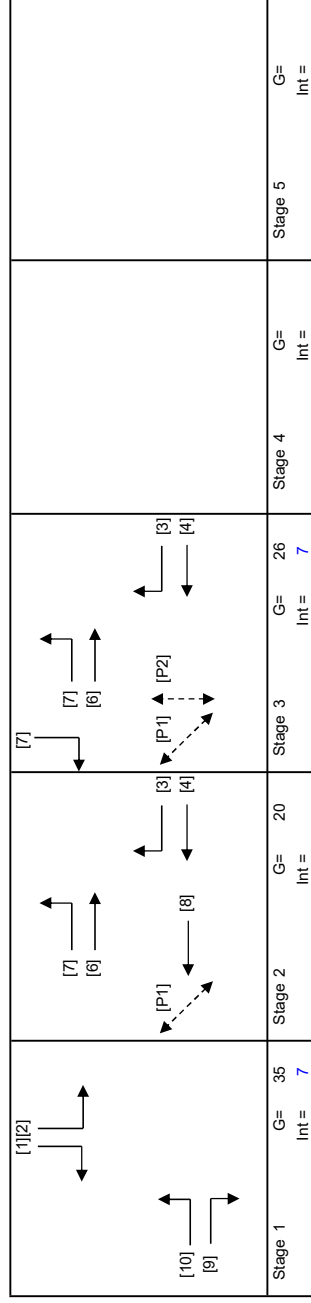 [1][2]
[10]
[9]
Stage 1 G= 35
Int = 7
[7]
[6]
[3]
[4]
[8]
[P1]
Stage 2 G= 20
Int =
[7]
[7]
[6]
[3]
[4]
[P1]
[P2]
Stage 3 G= 26
Int = 7
Stage 4 G=
Int =
Stage 5 G=
Int =